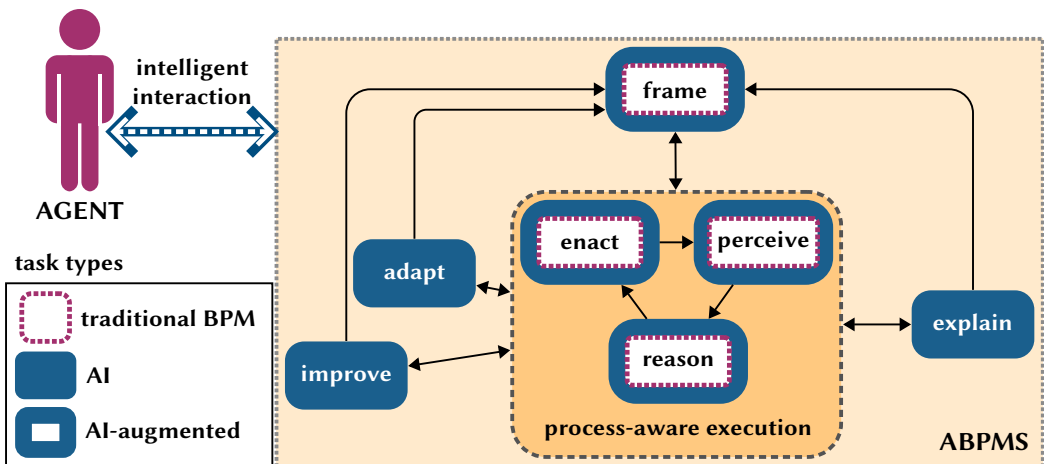 intelligent
interaction
AGENT
frame
enact
perceive
reason
process-aware execution
adapt
improve
explain
ABPMS
task types
traditional BPM
AI
AI-augmented